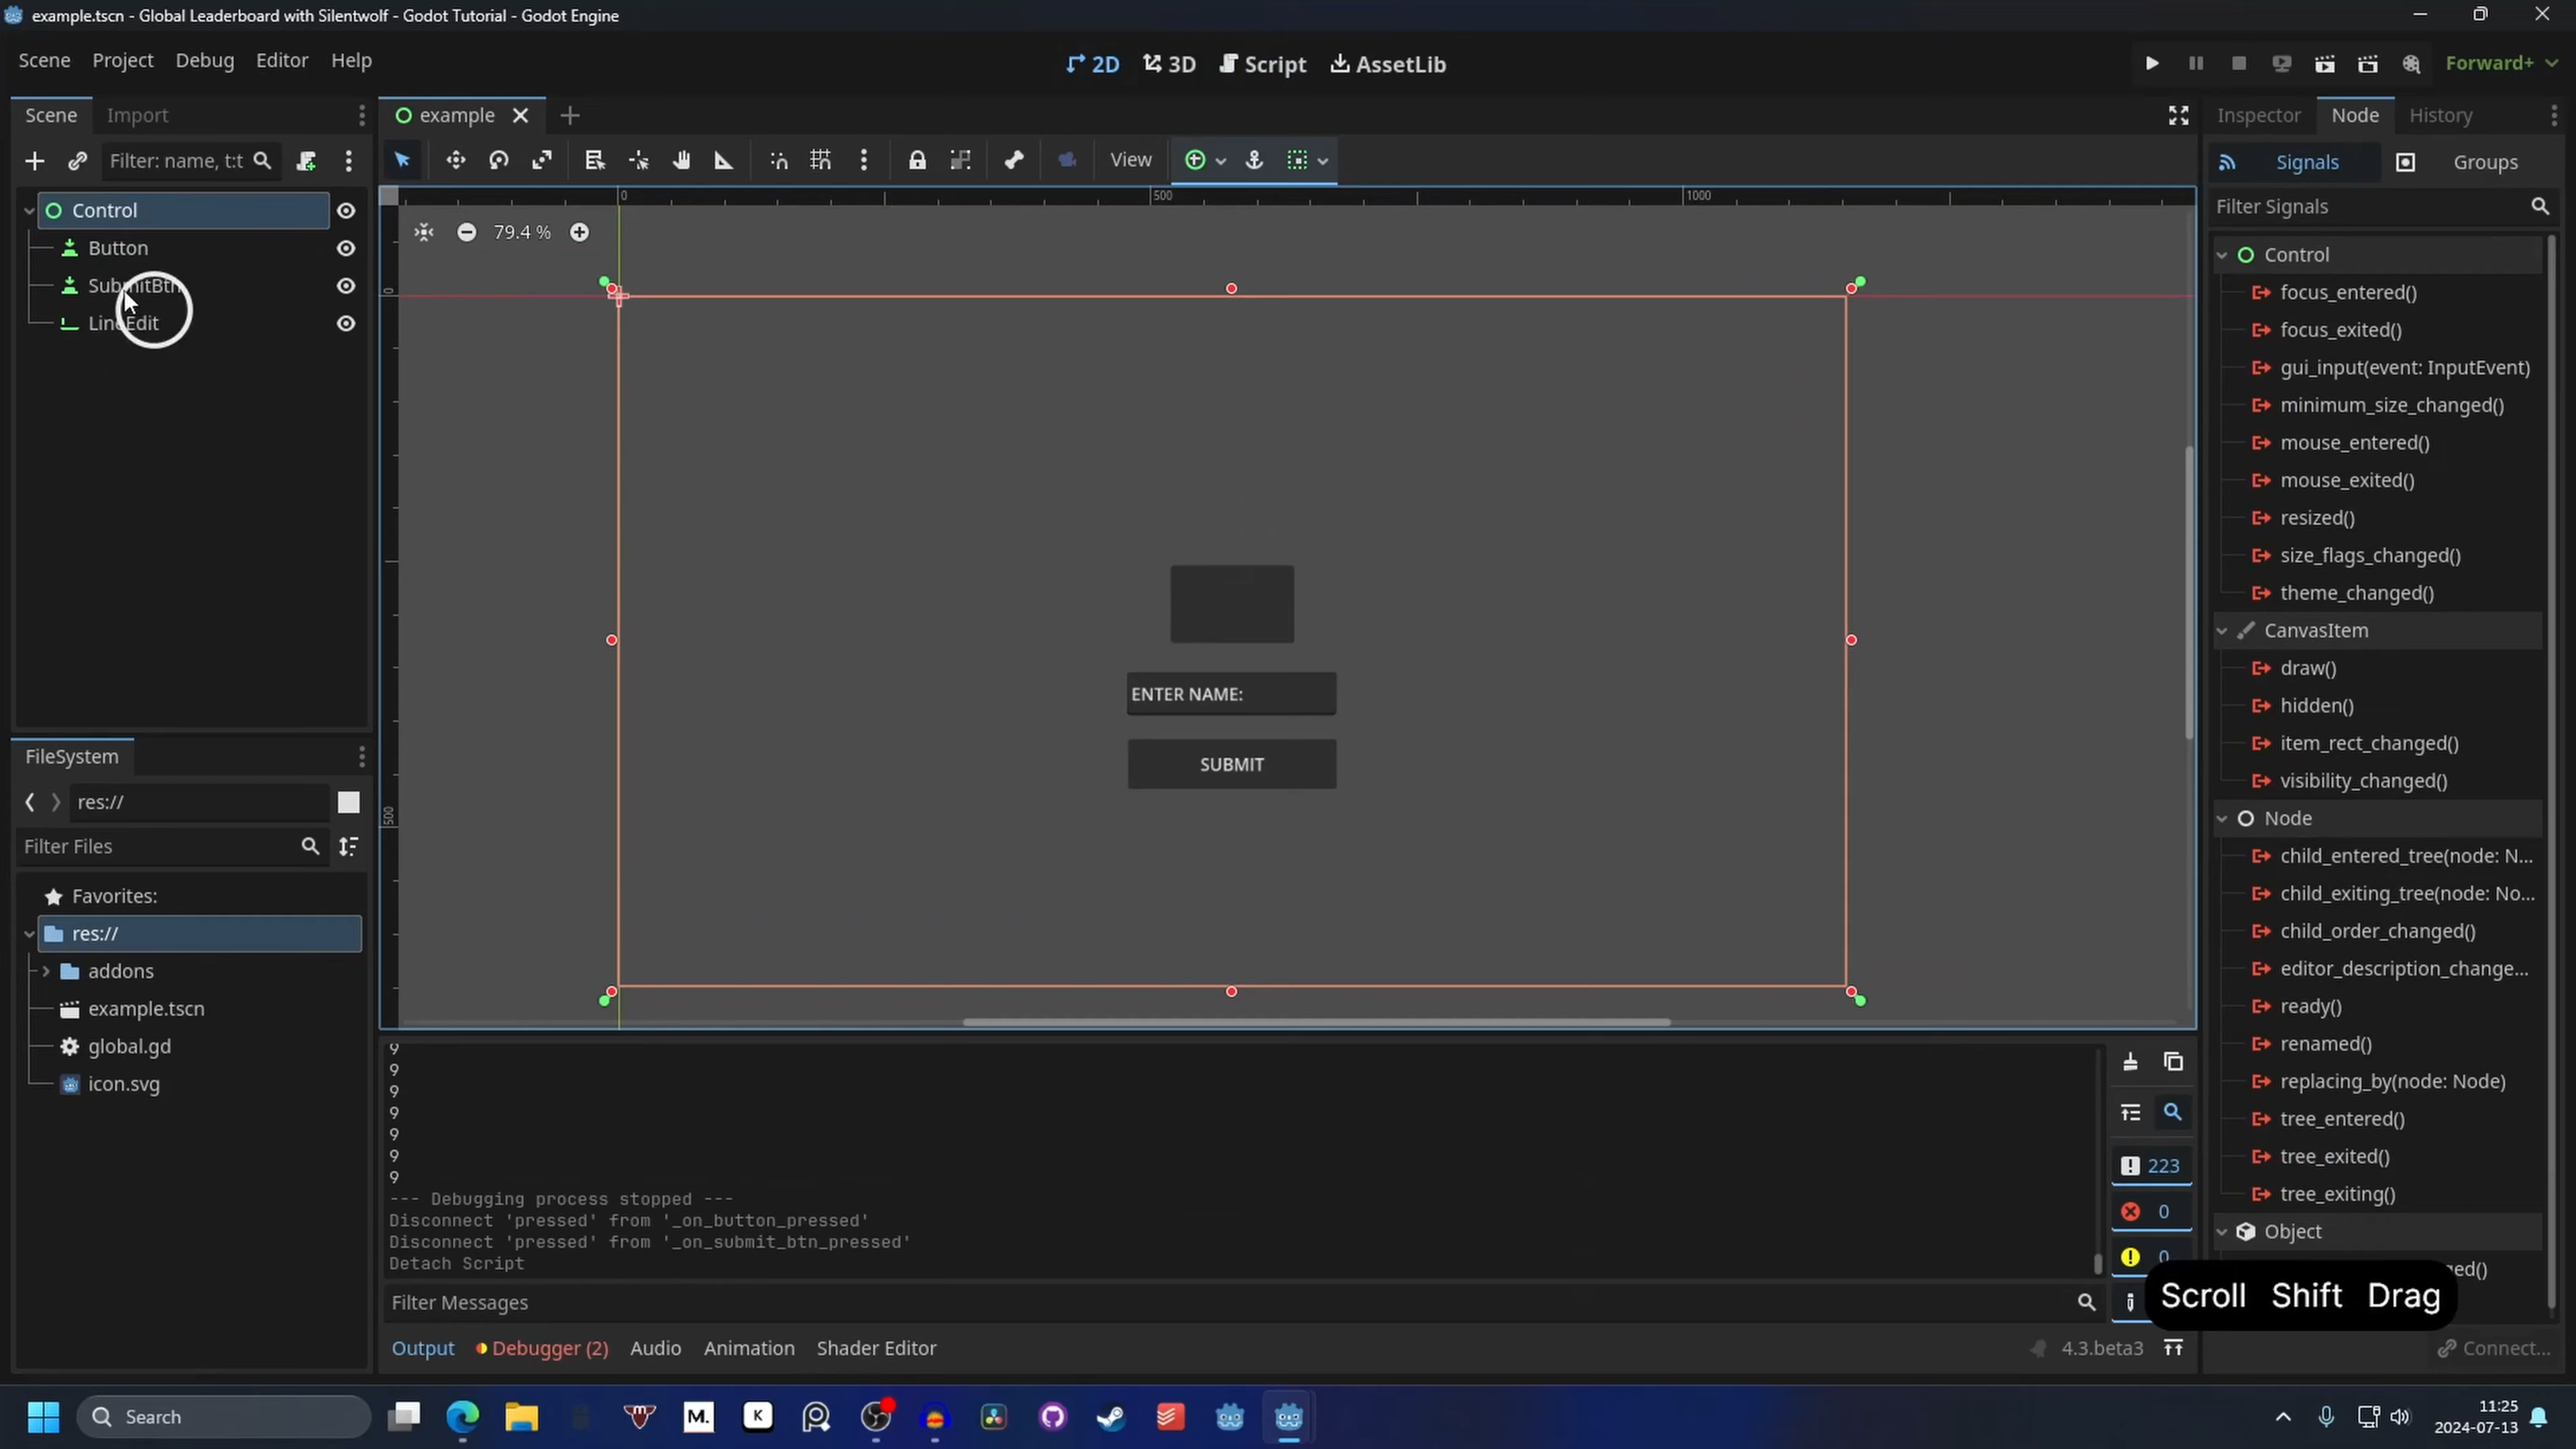 example.tscn - Global Leaderboard with Silentwolf - Godot Tutorial - Godot Engine
Scene Project Debug Editor Help
2D 3D Script AssetLib
Forward+
Scene Import
example
Inspector Node History
Filter: name, t:t
View
Signals Groups
Filter Signals
Control
Button
SubmitBtn
LineEdit
0 500 1000
79.4 %
0
500
ENTER NAME:
SUBMIT
Control
focus_entered()
focus_exited()
gui_input(event: InputEvent)
minimum_size_changed()
mouse_entered()
mouse_exited()
resized()
size_flags_changed()
theme_changed()
CanvasItem
draw()
hidden()
item_rect_changed()
visibility_changed()
Node
child_entered_tree(node: N...
child_exiting_tree(node: No...
child_order_changed()
editor_description_change...
ready()
renamed()
replacing_by(node: Node)
tree_entered()
tree_exited()
tree_exiting()
Object
ed()
FileSystem
res://
Filter Files
Favorites:
res://
addons
example.tscn
global.gd
icon.svg
9
9
9
9
9
9
9
--- Debugging process stopped ---
Disconnect 'pressed' from '_on_button_pressed'
Disconnect 'pressed' from '_on_submit_btn_pressed'
Detach Script
223
0
0
Filter Messages
Scroll Shift Drag
Output Debugger (2) Audio Animation Shader Editor
4.3.beta3
Connect...
Search
M.
K
11:25
2024-07-13